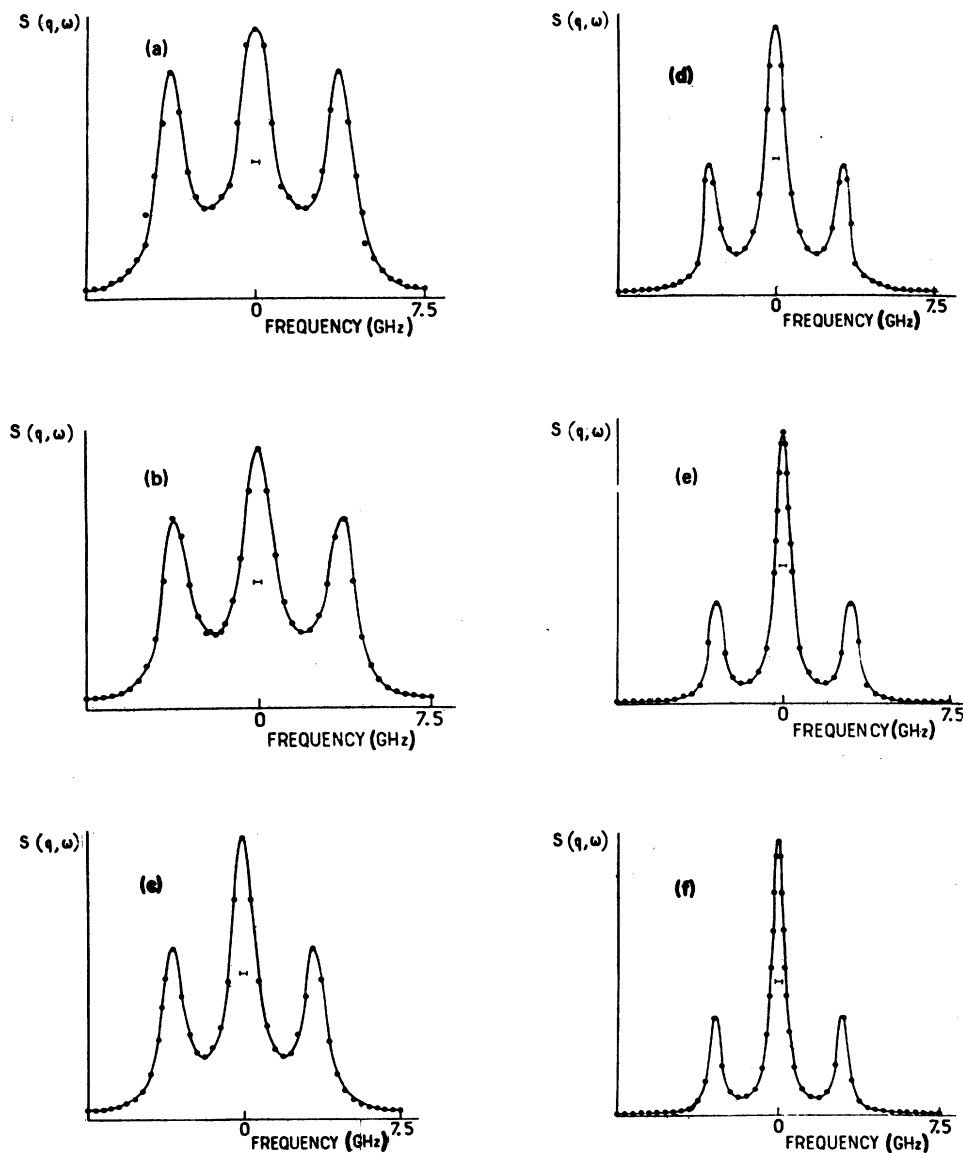 S (q,ω)
(a)
0
7.5
FREQUENCY (GHz)
S (q,ω)
(d)
0
7.5
FREQUENCY (GHz)
S (q,ω)
(b)
0
7.5
FREQUENCY (GHz)
S (q,ω)
(e)
0
7.5
FREQUENCY(GHz)
S (q,ω)
(c)
0
7.5
FREQUENCY (GHz)
S (q,ω)
(f)
0
7.5
FREQUENCY (GHz)